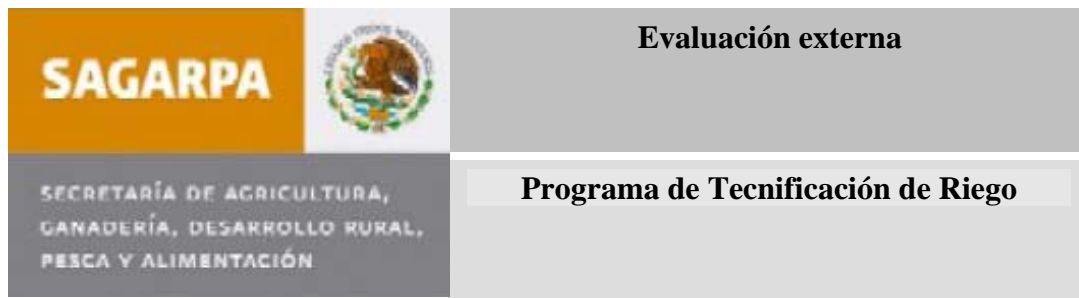 SAGARPA
Evaluación externa
SECRETARÍA DE AGRICULTURA,
GANADERÍA, DESARROLLO RURAL,
PESCA Y ALIMENTACIÓN
Programa de Tecnificación de Riego